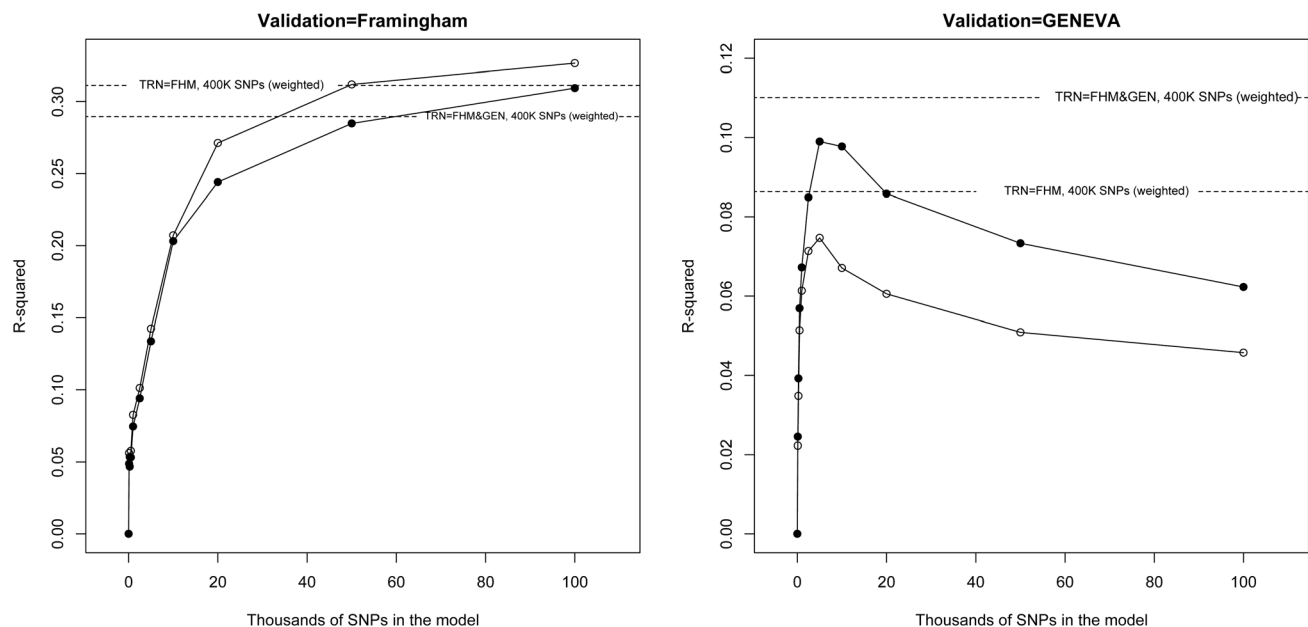 Validation=Framingham
R-squared
0.30
0.25
0.20
0.15
0.10
0.05
0.00
TRN=FHM, 400K SNPs (weighted)
TRN=FHM&GEN, 400K SNPs (weighted)
0 20 40 60 80 100
Thousands of SNPs in the model
Validation=GENEVA
R-squared
0.12
0.10
0.08
0.06
0.04
0.02
0.00
TRN=FHM&GEN, 400K SNPs (weighted)
TRN=FHM, 400K SNPs (weighted)
0 20 40 60 80 100
Thousands of SNPs in the model